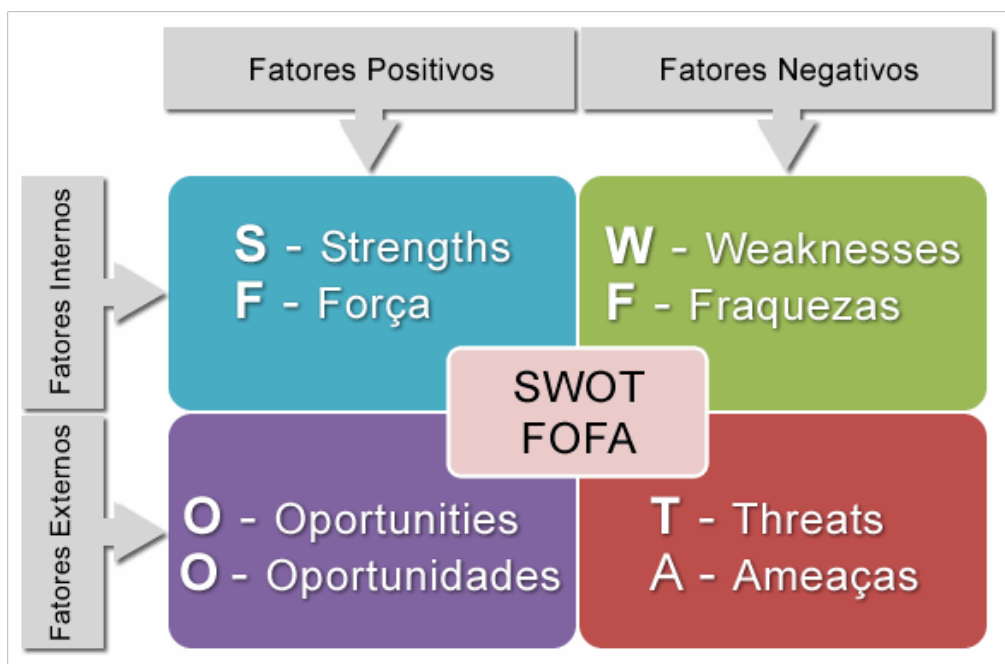 Fatores Positivos
Fatores Negativos
Fatores Internos
S - Strengths
F - Força
W - Weaknesses
F - Fraquezas
SWOT
FOFA
Fatores Externos
O - Oportunities
O - Oportunidades
T - Threats
A - Ameaças